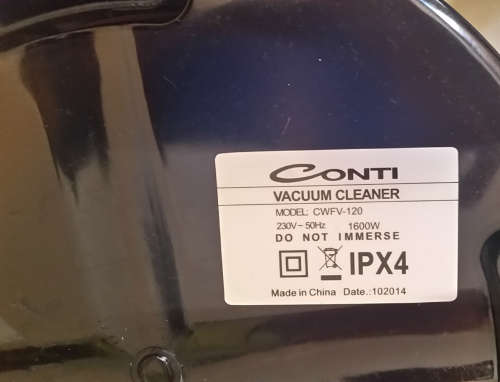 CONTI
VACUUM CLEANER
MODEL: CWFV-120
230V~ 50Hz 1600W
DO NOT IMMERSE
IPX4
Made in China Date.:102014